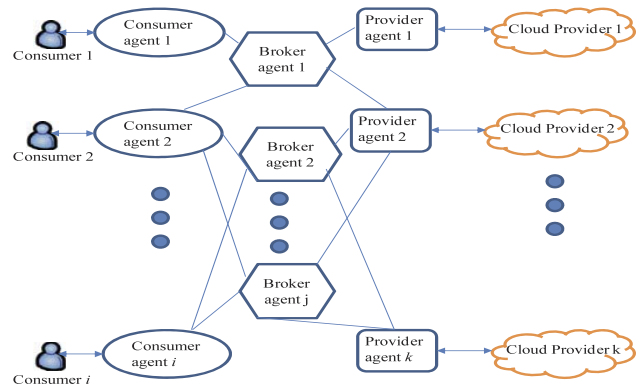 Consumer 1
Consumer
agent 1
Broker
agent 1
Provider
agent 1
Cloud Provider 1
Consumer 2
Consumer
agent 2
Broker
agent 2
Provider
agent 2
Cloud Provider 2
Broker
agent j
Consumer i
Consumer
agent i
Provider
agent k
Cloud Provider k